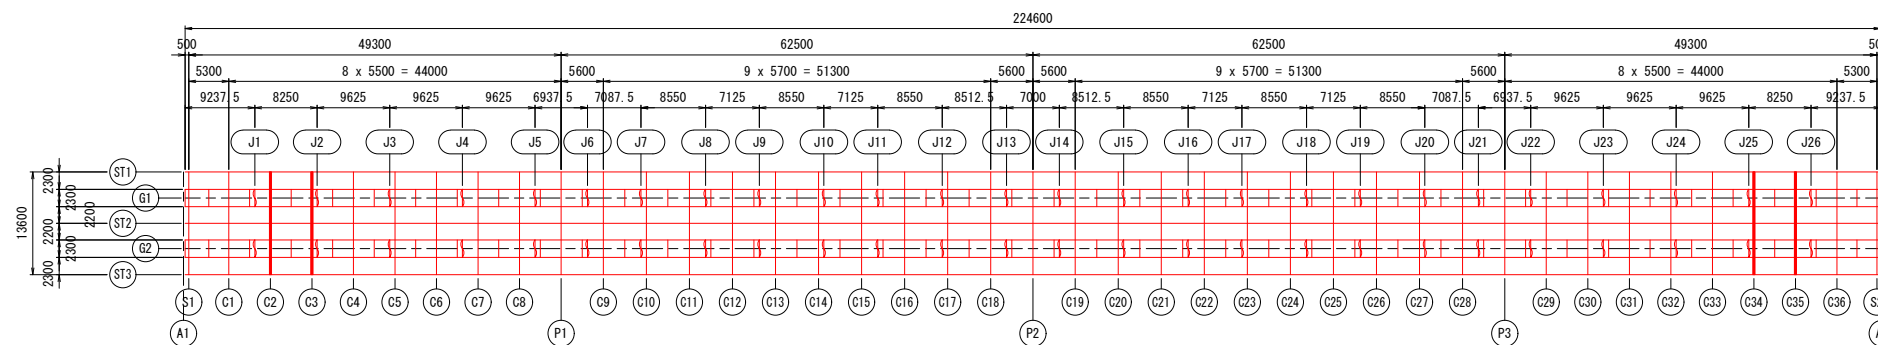 224600
500 49300 62500 62500 49300 50
5300 8 x 5500 = 44000 5600 9 x 5700 = 51300 5600 5600 9 x 5700 = 51300 5600 8 x 5500 = 44000 5300
9237.5 8250 9625 9625 9625 6937.5 7087.5 8550 7125 8550 7125 8550 8512.5 7000 8512.5 8550 7125 8550 7125 8550 7087.5 6937.5 9625 9625 9625 8250 9237.5
J1 J2 J3 J4 J5 J6 J7 J8 J9 J10 J11 J12 J13 J14 J15 J16 J17 J18 J19 J20 J21 J22 J23 J24 J25 J26
ST1
2300
G1
2300
2200
13600
ST2
2200
G2
2300
ST3
2300
S1 C1 C2 C3 C4 C5 C6 C7 C8 C9 C10 C11 C12 C13 C14 C15 C16 C17 C18 C19 C20 C21 C22 C23 C24 C25 C26 C27 C28 C29 C30 C31 C32 C33 C34 C35 C36
A1 P1 P2 P3 A